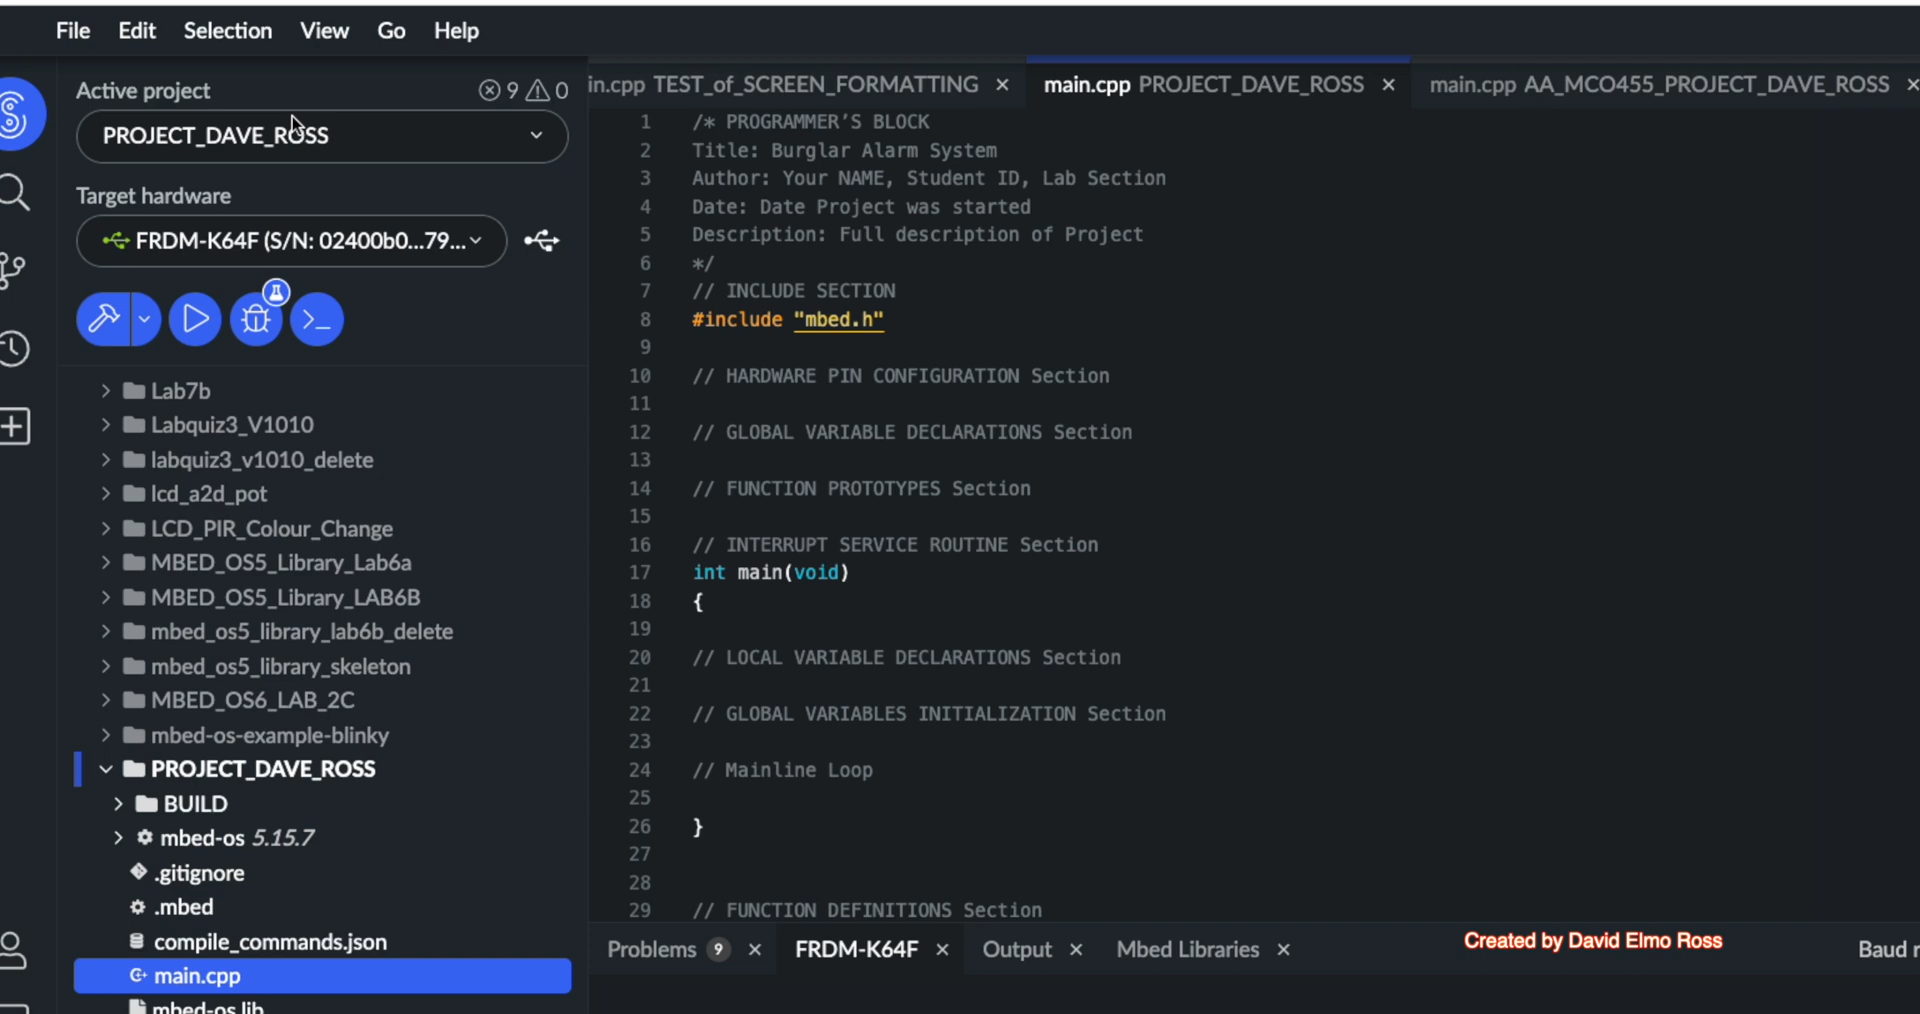 File Edit Selection View Go Help
Active project 9 0
PROJECT_DAVE_ROSS
Target hardware
FRDM-K64F (S/N: 02400b0...79...
Lab7b
Labquiz3_V1010
labquiz3_v1010_delete
lcd_a2d_pot
LCD_PIR_Colour_Change
MBED_OS5_Library_Lab6a
MBED_OS5_Library_LAB6B
mbed_os5_library_lab6b_delete
mbed_os5_library_skeleton
MBED_OS6_LAB_2C
mbed-os-example-blinky
PROJECT_DAVE_ROSS
BUILD
mbed-os 5.15.7
.gitignore
.mbed
compile_commands.json
main.cpp
mbed-os.lib
in.cpp TEST_of_SCREEN_FORMATTING × main.cpp PROJECT_DAVE_ROSS × main.cpp AA_MCO455_PROJECT_DAVE_ROSS ×
1 /* PROGRAMMER’S BLOCK
2 Title: Burglar Alarm System
3 Author: Your NAME, Student ID, Lab Section
4 Date: Date Project was started
5 Description: Full description of Project
6 */
7 // INCLUDE SECTION
8 #include "mbed.h"
9
10 // HARDWARE PIN CONFIGURATION Section
11
12 // GLOBAL VARIABLE DECLARATIONS Section
13
14 // FUNCTION PROTOTYPES Section
15
16 // INTERRUPT SERVICE ROUTINE Section
17 int main(void)
18 {
19
20 // LOCAL VARIABLE DECLARATIONS Section
21
22 // GLOBAL VARIABLES INITIALIZATION Section
23
24 // Mainline Loop
25
26 }
27
28
29 // FUNCTION DEFINITIONS Section
Problems 9 × FRDM-K64F × Output × Mbed Libraries × Created by David Elmo Ross Baud r